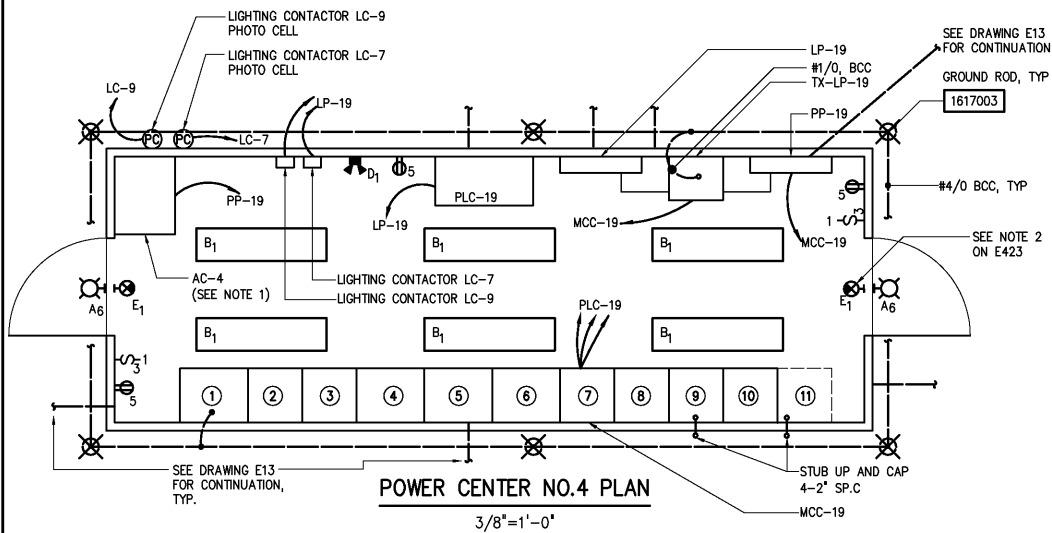 LIGHTING CONTACTOR LC-9
PHOTO CELL
LIGHTING CONTACTOR LC-7
PHOTO CELL
LC-9
LP-19
LP-19
#1/0, BCC
TX-LP-19
PP-19
SEE DRAWING E13
FOR CONTINUATION
GROUND ROD, TYP
1617003
PC
PC
LC-7
D1
5
PP-19
LP-19
PLC-19
MCC-19
MCC-19
5
1
S
3
#4/0 BCC, TYP
B1
B1
B1
SEE NOTE 2
ON E423
AC-4
(SEE NOTE 1)
LIGHTING CONTACTOR LC-7
LIGHTING CONTACTOR LC-9
PLC-19
A6
E1
E1
A6
B1
B1
B1
S
1
3
5
1
2
3
4
5
6
7
8
9
10
11
SEE DRAWING E13
FOR CONTINUATION,
TYP.
STUB UP AND CAP
4-2" SP.C
MCC-19
POWER CENTER NO.4 PLAN
3/8"=1'-0"